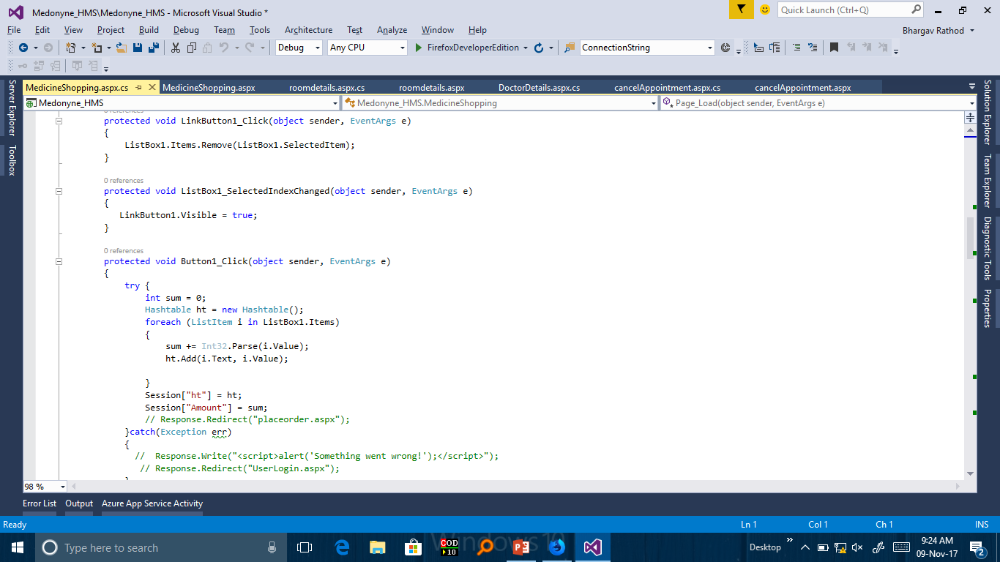 Medonyne_HMS\Medonyne_HMS - Microsoft Visual Studio *
Quick Launch (Ctrl+Q)
File Edit View Project Build Debug Team Tools Architecture Test Analyze Window Help
Bhargav Rathod
Debug Any CPU FirefoxDeveloperEdition ConnectionString
MedicineShopping.aspx.cs MedicineShopping.aspx roomdetails.aspx.cs roomdetails.aspx DoctorDetails.aspx.cs cancelAppointment.aspx.cs cancelAppointment.aspx
Medonyne_HMS Medonyne_HMS.MedicineShopping Page_Load(object sender, EventArgs e)
Server Explorer
Toolbox
Solution Explorer
Team Explorer
Diagnostic Tools
Properties
protected void LinkButton1_Click(object sender, EventArgs e)
{
ListBox1.Items.Remove(ListBox1.SelectedItem);
}
0 references
protected void ListBox1_SelectedIndexChanged(object sender, EventArgs e)
{
LinkButton1.Visible = true;
}
0 references
protected void Button1_Click(object sender, EventArgs e)
{
try {
int sum = 0;
Hashtable ht = new Hashtable();
foreach (ListItem i in ListBox1.Items)
{
sum += Int32.Parse(i.Value);
ht.Add(i.Text, i.Value);
}
Session["ht"] = ht;
Session["Amount"] = sum;
// Response.Redirect("placeorder.aspx");
}catch(Exception err)
{
//  Response.Write("<script>alert('Something went wrong!');</script>");
// Response.Redirect("UserLogin.aspx");
98 %
Error List Output Azure App Service Activity
Ready Ln 1 Col 1 Ch 1 INS
Type here to search
COD
10
Windows 10
Desktop
9:24 AM
09-Nov-17
2